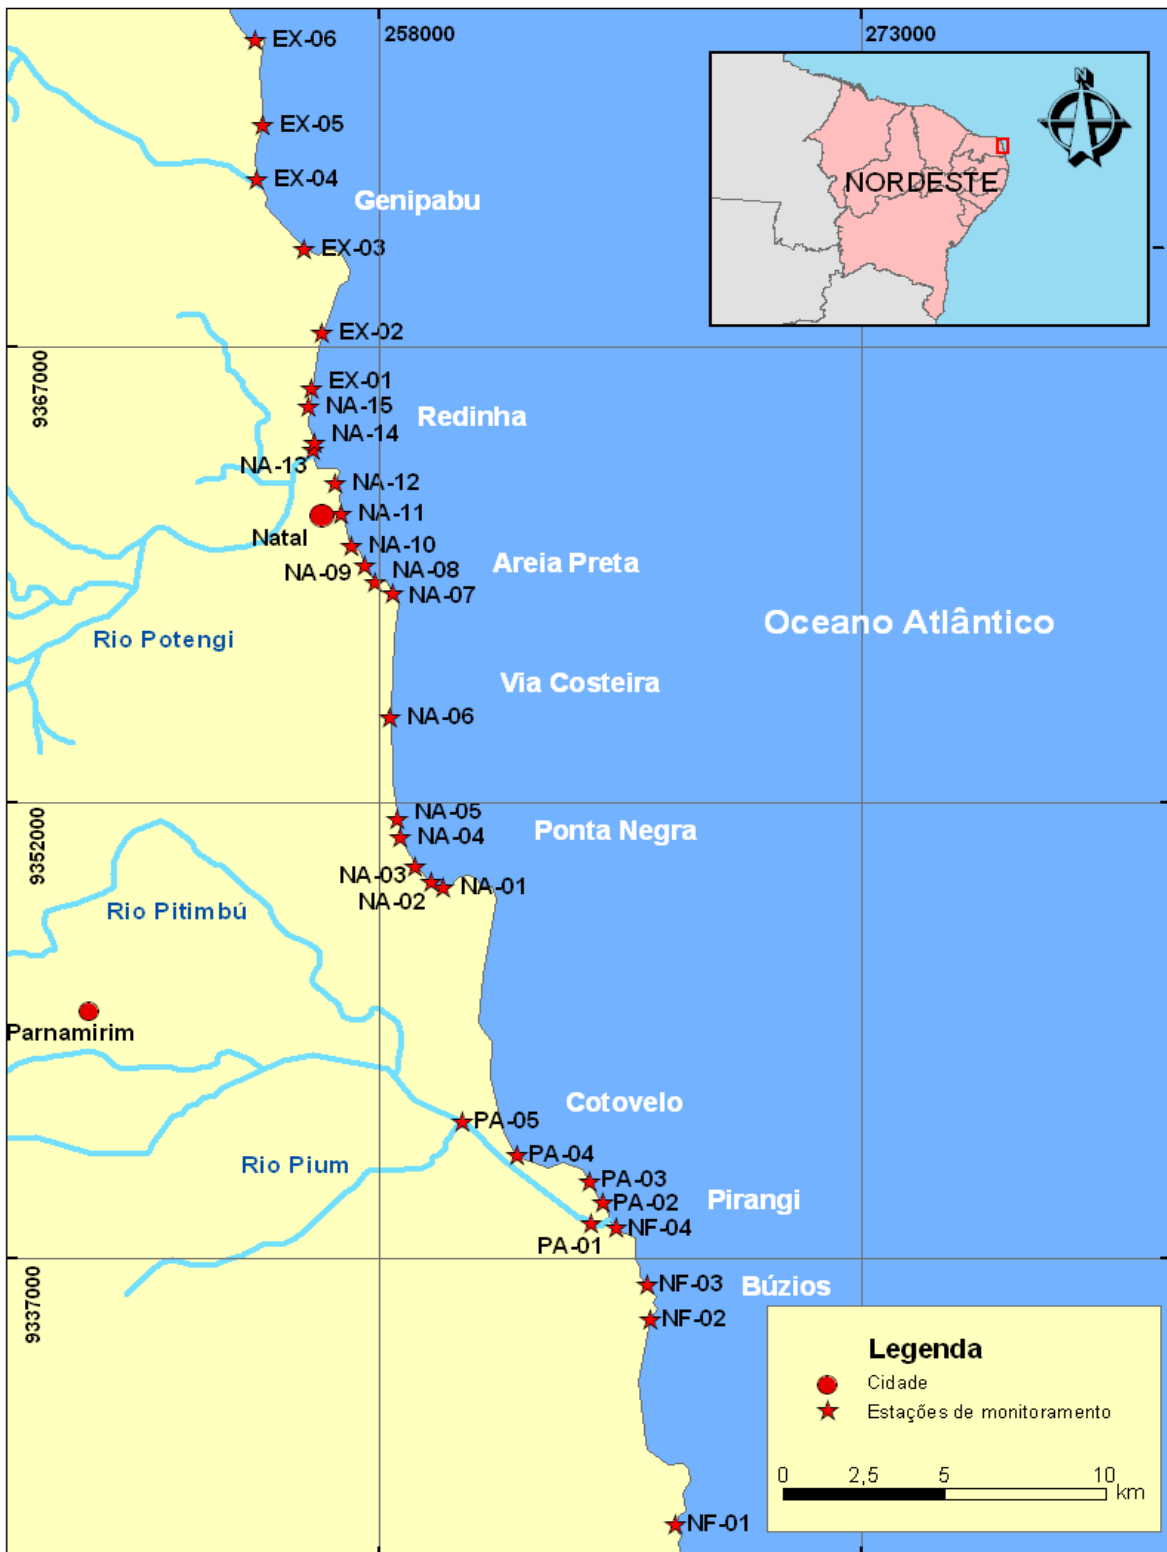 258000
273000
EX-06
N
EX-05
EX-04
NORDESTE
Genipabu
EX-03
EX-02
9367000
EX-01
NA-15
Redinha
NA-14
NA-13
NA-12
NA-11
Natal
NA-10
Areia Preta
NA-09
NA-08
NA-07
Oceano Atlântico
Rio Potengi
Via Costeira
NA-06
NA-05
Ponta Negra
NA-04
9352000
NA-03
NA-01
NA-02
Rio Pitimbú
Parnamirim
Cotovelo
PA-05
PA-04
Rio Pium
PA-03
Pirangi
PA-02
NF-04
PA-01
9337000
NF-03
Búzios
NF-02
Legenda
Cidade
Estações de monitoramento
0 2,5 5 10
km
NF-01